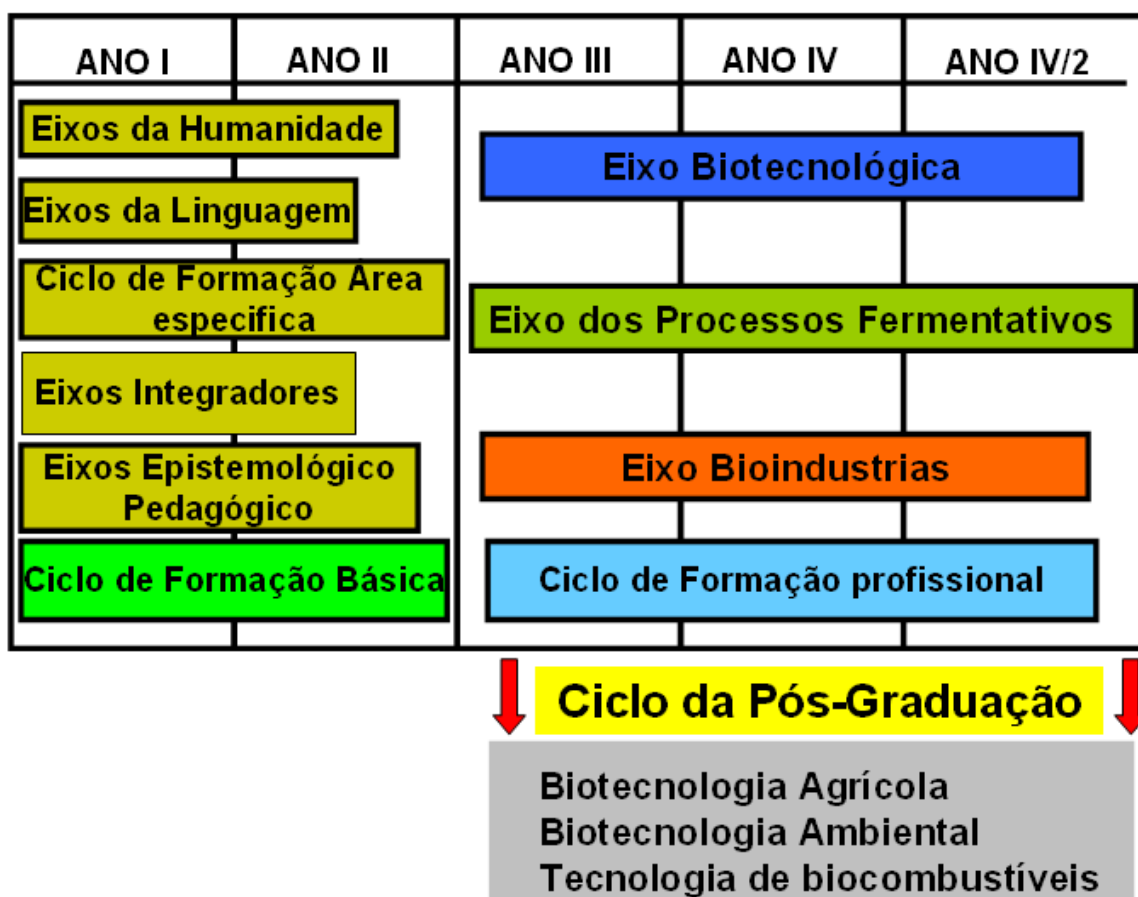 ANO I
ANO II
ANO III
ANO IV
ANO IV/2
Eixos da Humanidade
Eixos da Linguagem
Ciclo de Formação Área
especifica
Eixos Integradores
Eixos Epistemológico
Pedagógico
Ciclo de Formação Básica
Eixo Biotecnológica
Eixo dos Processos Fermentativos
Eixo Bioindustrias
Ciclo de Formação profissional
Ciclo da Pós-Graduação
Biotecnologia Agrícola
Biotecnologia Ambiental
Tecnologia de biocombustíveis